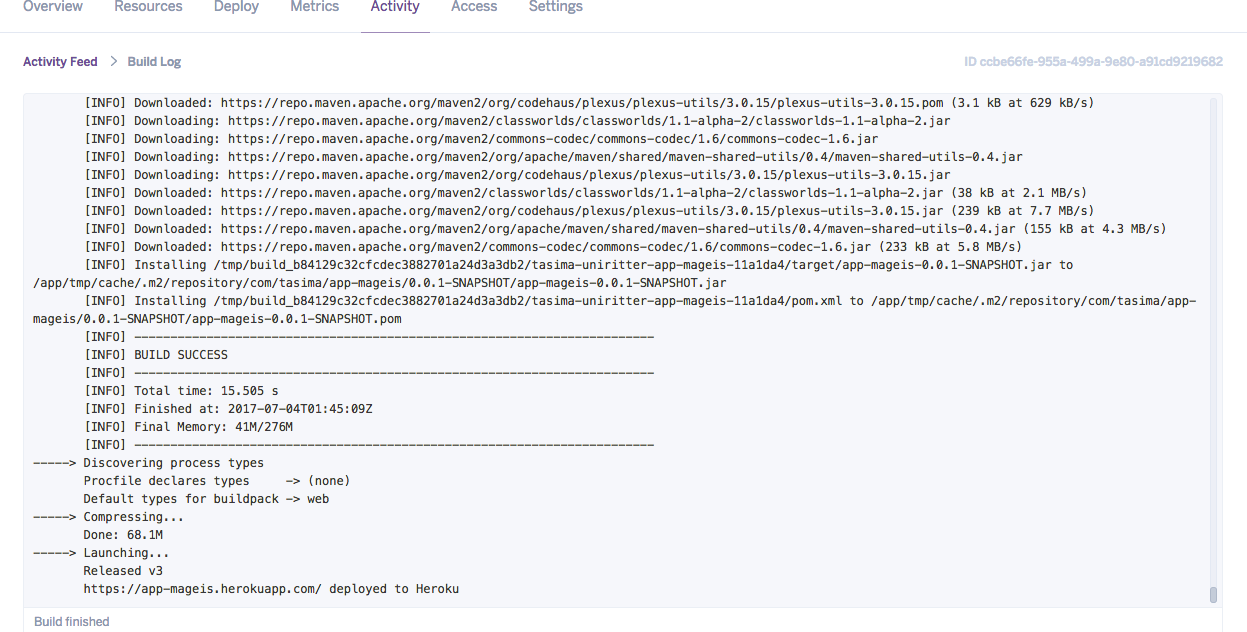 Overview Resources Deploy Metrics Activity Access Settings
Activity Feed > Build Log ID ccbe66fe-955a-499a-9e80-a91cd9219682
[INFO] Downloaded: https://repo.maven.apache.org/maven2/org/codehaus/plexus/plexus-utils/3.0.15/plexus-utils-3.0.15.pom (3.1 kB at 629 kB/s)
[INFO] Downloading: https://repo.maven.apache.org/maven2/classworlds/classworlds/1.1-alpha-2/classworlds-1.1-alpha-2.jar
[INFO] Downloading: https://repo.maven.apache.org/maven2/commons-codec/commons-codec/1.6/commons-codec-1.6.jar
[INFO] Downloading: https://repo.maven.apache.org/maven2/org/apache/maven/shared/maven-shared-utils/0.4/maven-shared-utils-0.4.jar
[INFO] Downloading: https://repo.maven.apache.org/maven2/org/codehaus/plexus/plexus-utils/3.0.15/plexus-utils-3.0.15.jar
[INFO] Downloaded: https://repo.maven.apache.org/maven2/classworlds/classworlds/1.1-alpha-2/classworlds-1.1-alpha-2.jar (38 kB at 2.1 MB/s)
[INFO] Downloaded: https://repo.maven.apache.org/maven2/org/codehaus/plexus/plexus-utils/3.0.15/plexus-utils-3.0.15.jar (239 kB at 7.7 MB/s)
[INFO] Downloaded: https://repo.maven.apache.org/maven2/org/apache/maven/shared/maven-shared-utils/0.4/maven-shared-utils-0.4.jar (155 kB at 4.3 MB/s)
[INFO] Downloaded: https://repo.maven.apache.org/maven2/commons-codec/commons-codec/1.6/commons-codec-1.6.jar (233 kB at 5.8 MB/s)
[INFO] Installing /tmp/build_b84129c32cfcdec3882701a24d3a3db2/tasima-uniritter-app-mageis-11a1da4/target/app-mageis-0.0.1-SNAPSHOT.jar to
/app/tmp/cache/.m2/repository/com/tasima/app-mageis/0.0.1-SNAPSHOT/app-mageis-0.0.1-SNAPSHOT.jar
[INFO] Installing /tmp/build_b84129c32cfcdec3882701a24d3a3db2/tasima-uniritter-app-mageis-11a1da4/pom.xml to /app/tmp/cache/.m2/repository/com/tasima/app-
mageis/0.0.1-SNAPSHOT/app-mageis-0.0.1-SNAPSHOT.pom
[INFO] ------------------------------------------------------------------------
[INFO] BUILD SUCCESS
[INFO] ------------------------------------------------------------------------
[INFO] Total time: 15.505 s
[INFO] Finished at: 2017-07-04T01:45:09Z
[INFO] Final Memory: 41M/276M
[INFO] ------------------------------------------------------------------------
-----> Discovering process types
Procfile declares types     -> (none)
Default types for buildpack -> web
-----> Compressing...
Done: 68.1M
-----> Launching...
Released v3
https://app-mageis.herokuapp.com/ deployed to Heroku
Build finished